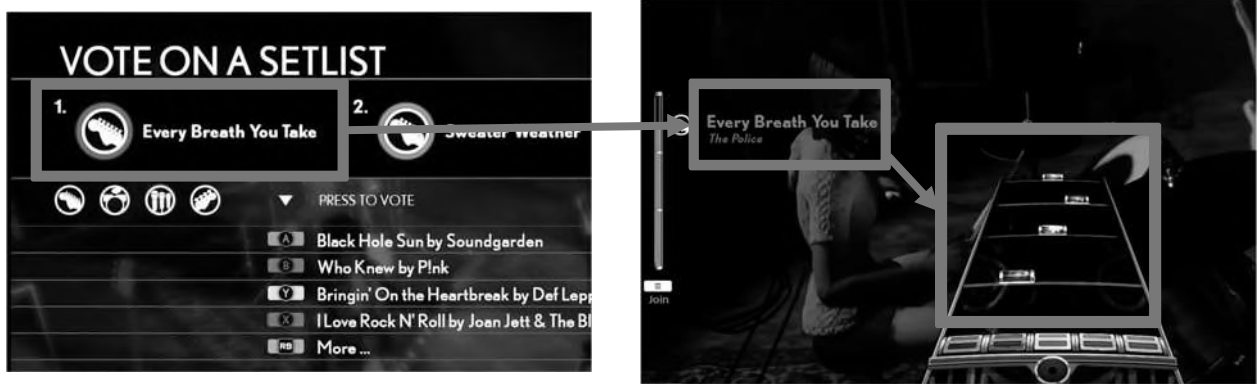 VOTE ON A SETLIST
1.
Every Breath You Take
2.
Sweater Weather
PRESS TO VOTE
A Black Hole Sun by Soundgarden
B Who Knew by P!nk
Y Bringin' On the Heartbreak by Def Lepp
X I Love Rock N' Roll by Joan Jett & The Bl
RB More ...
Every Breath You Take
The Police
Join